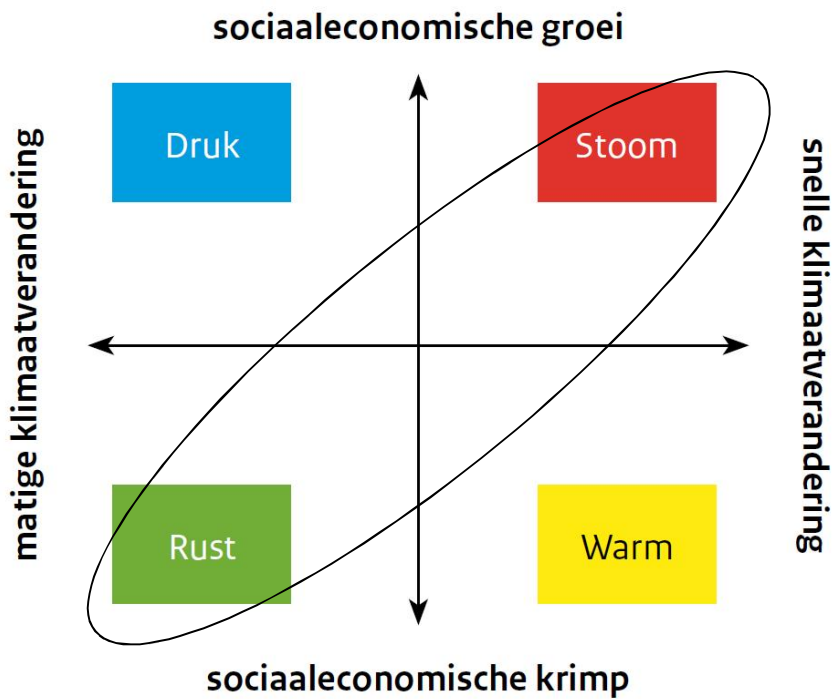 sociaaleconomische groei
Druk
Stoom
matige klimaatverandering
snelle klimaatverandering
Rust
Warm
sociaaleconomische krimp